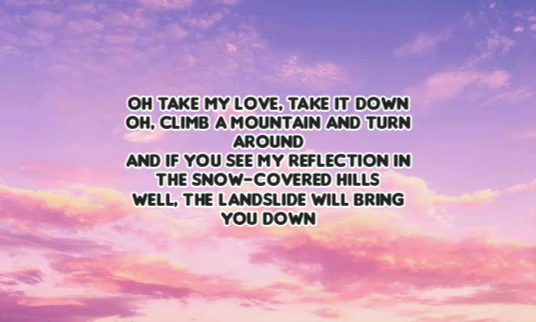 OH TAKE MY LOVE, TAKE IT DOWN
OH, CLIMB A MOUNTAIN AND TURN
AROUND
AND IF YOU SEE MY REFLECTION IN
THE SNOW-COVERED HILLS
WELL, THE LANDSLIDE WILL BRING
YOU DOWN